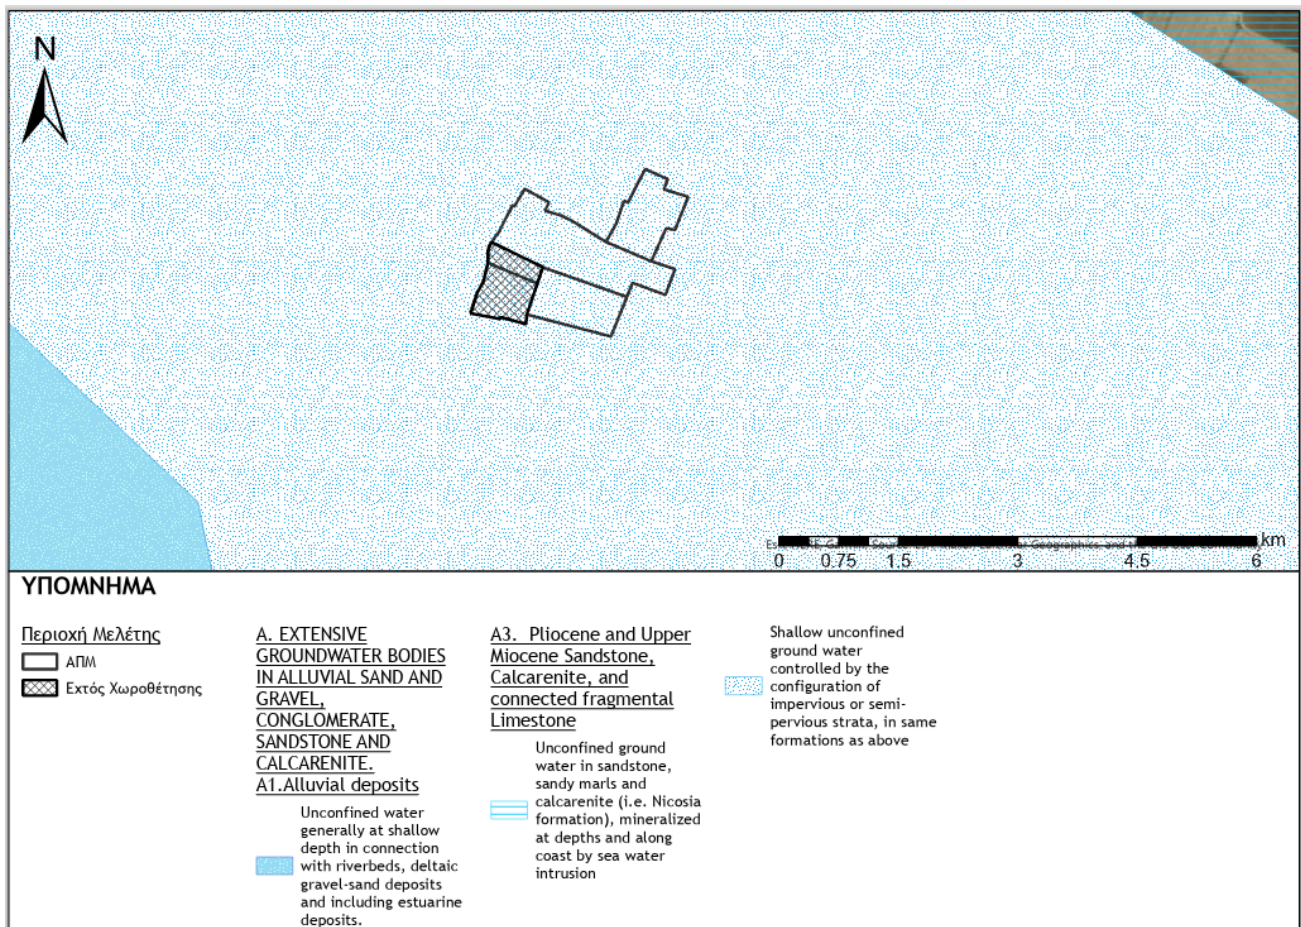 N
km
0 0.75 1.5 3 4.5 6
ΥΠΟΜΝΗΜΑ
Περιοχή Μελέτης
ΑΠΜ
Εκτός Χωροθέτησης
A. EXTENSIVE
GROUNDWATER BODIES
IN ALLUVIAL SAND AND
GRAVEL,
CONGLOMERATE,
SANDSTONE AND
CALCARENITE.
A1.Alluvial deposits
Unconfined water
generally at shallow
depth in connection
with riverbeds, deltaic
gravel-sand deposits
and including estuarine
deposits.
A3. Pliocene and Upper
Miocene Sandstone,
Calcarenite, and
connected fragmental
Limestone
Unconfined ground
water in sandstone,
sandy marls and
calcarenite (i.e. Nicosia
formation), mineralized
at depths and along
coast by sea water
intrusion
Shallow unconfined
ground water
controlled by the
configuration of
impervious or semi-
pervious strata, in same
formations as above